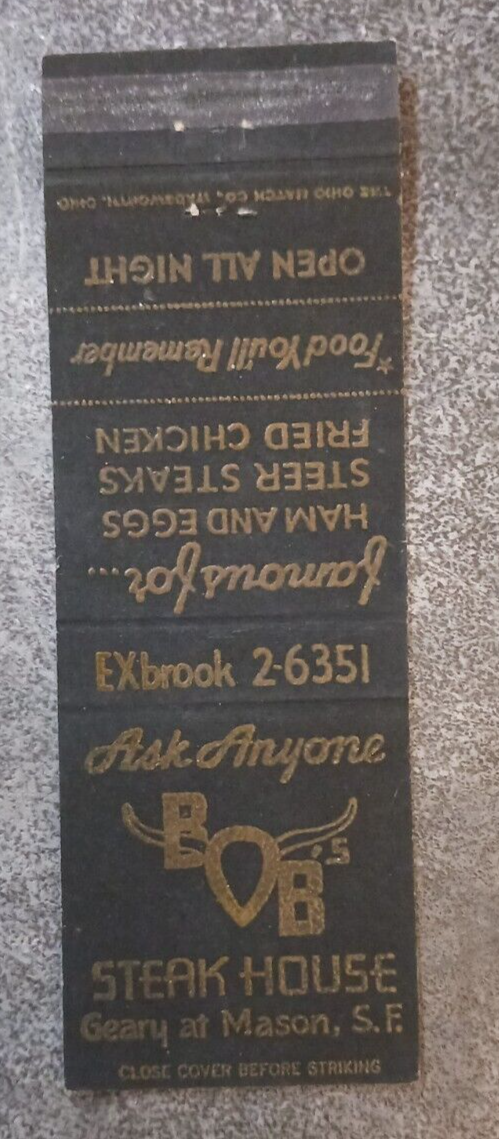 EXbrook 2-6351
Ask Anyone
BOB's
STEAK HOUSE
Geary at Mason, S.F.
CLOSE COVER BEFORE STRIKING
famous for...
HAM AND EGGS
STEER STEAKS
FRIED CHICKEN
*Food You'll Remember
OPEN ALL NIGHT
THE OHIO MATCH CO., WADSWORTH, OHIO